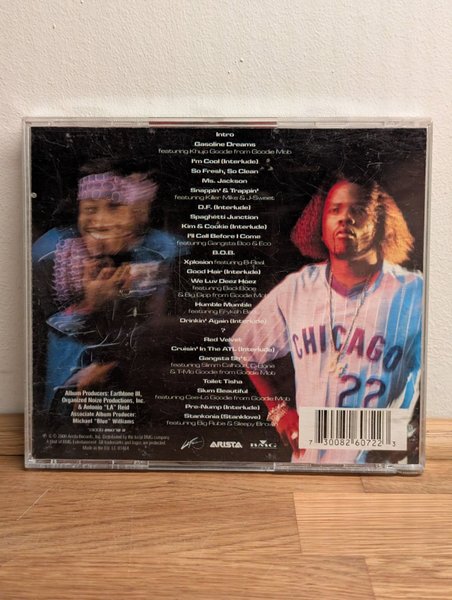 Intro
Gasoline Dreams
featuring Khujo Goodie from Goodie Mob
I'm Cool (Interlude)
So Fresh, So Clean
Ms. Jackson
Snappin' & Trappin'
featuring Killer Mike & J-Sweet
D.F. (Interlude)
Spaghetti Junction
Kim & Cookie (Interlude)
I'll Call Before I Come
featuring Gangsta Boo & Eco
B.O.B.
Xplosion featuring B-Real
Good Hair (Interlude)
We Luv Deez Hoez
featuring Backbone
& Big Gipp from Goodie Mob
Humble Mumble
featuring Erykah Badu
Drinkin' Again (Interlude)
?
Red Velvet
Cruisin' In The ATL (Interlude)
Gangsta Sh*t
featuring Slimm Calhoun, C-Bone
& T-Mo Goodie from Goodie Mob
Toilet Tisha
Slum Beautiful
featuring Cee-Lo Goodie from Goodie Mob
Pre-Nump (Interlude)
Stankonia (Stanklove)
featuring Big Rube & Sleepy Brown
CHICAGO
22
Album Producers: Earthtone III,
Organized Noize Productions, Inc.
& Antonio "LA" Reid
Associate Album Producer:
Michael "Blue" Williams
ARISTA
BMG
7 30082 60722 3